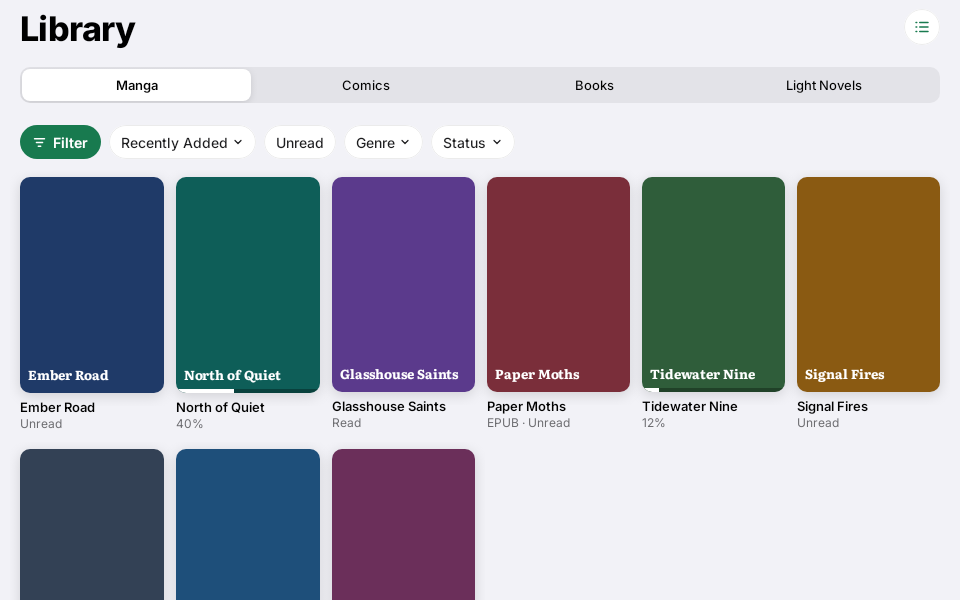 Library
Manga
Comics
Books
Light Novels
Filter
Recently Added
Unread
Genre
Status
Ember Road
North of Quiet
Glasshouse Saints
Paper Moths
Tidewater Nine
Signal Fires
Ember Road
North of Quiet
Glasshouse Saints
Paper Moths
Tidewater Nine
Signal Fires
Unread
40%
Read
EPUB · Unread
12%
Unread